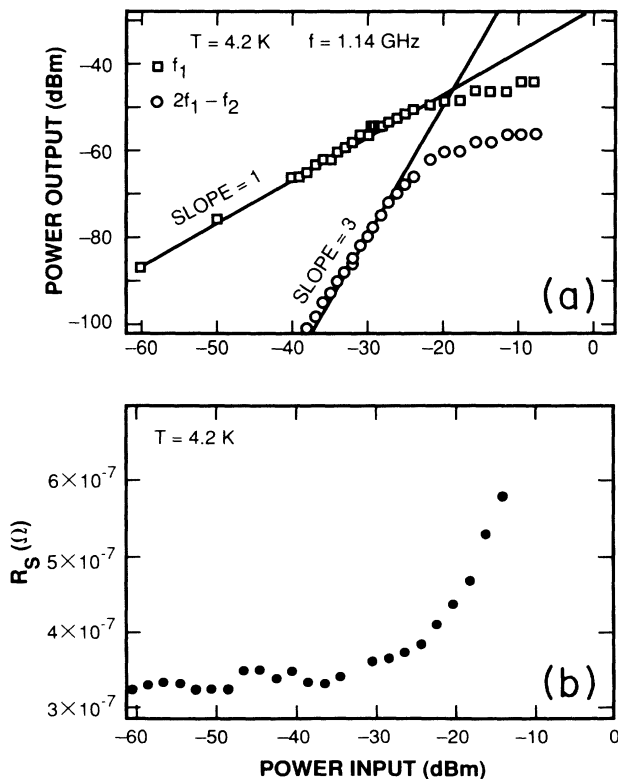 (a)
T = 4.2 K f = 1.14 GHz
f₁
2f₁ − f₂
SLOPE = 1
SLOPE = 3
POWER OUTPUT (dBm)
−40
−60
−80
−100
−60 −50 −40 −30 −20 −10 0
(b)
T = 4.2 K
R_S (Ω)
6×10⁻⁷
5×10⁻⁷
4×10⁻⁷
3×10⁻⁷
−60 −50 −40 −30 −20 −10 0
POWER INPUT (dBm)